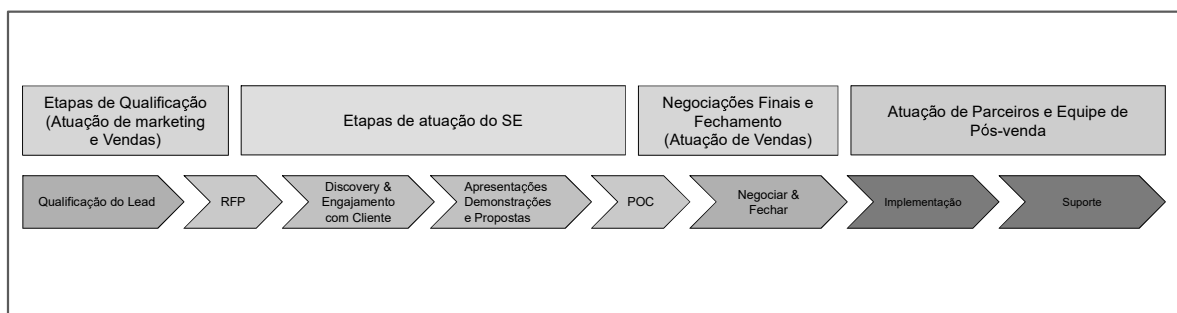 Etapas de Qualificação
(Atuação de marketing
e Vendas)
Etapas de atuação do SE
Negociações Finais e
Fechamento
(Atuação de Vendas)
Atuação de Parceiros e Equipe de
Pós-venda
Qualificação do Lead
RFP
Discovery &
Engajamento
com Cliente
Apresentações
Demonstrações
e Propostas
POC
Negociar &
Fechar
Implementação
Suporte